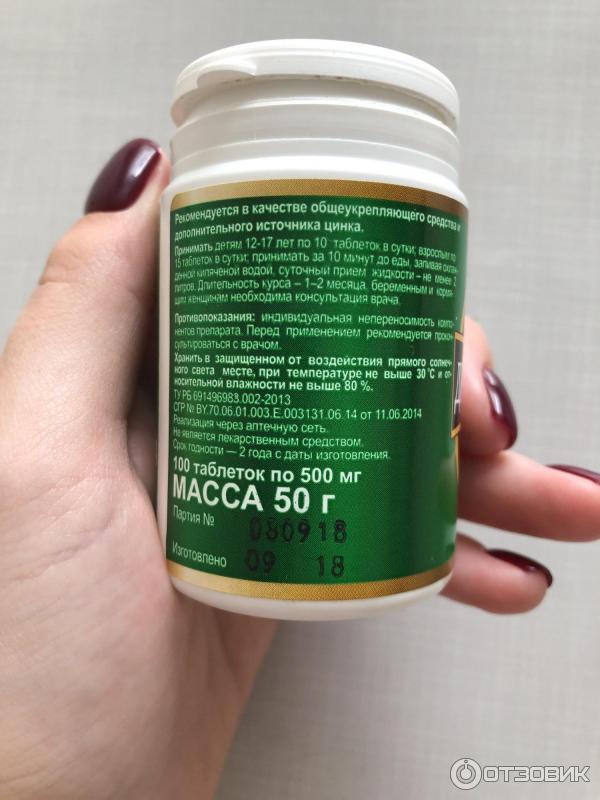 Рекомендуется в качестве общеукрепляющего средства и
дополнительного источника цинка.
Принимать детям 12-17 лет по 10 таблеток в сутки; взрослым по
15 таблеток в сутки; принимать за 10 минут до еды, запивая охлаж-
денной кипяченой водой, суточный прием жидкости – не менее 2
литров. Длительность курса – 1–2 месяца, беременным и кормя-
щим женщинам необходима консультация врача.
Противопоказания: индивидуальная непереносимость компо-
нентов препарата. Перед применением рекомендуется прокон-
сультироваться с врачом.
Хранить в защищенном от воздействия прямого солнеч-
ного света месте, при температуре не выше 30°С и от-
носительной влажности не выше 80 %.
ТУ РБ 691496983.002-2013
СГР № BY.70.06.01.003.Е.003131.06.14 от 11.06.2014
Реализация через аптечную сеть.
Не является лекарственным средством.
Срок годности — 2 года с даты изготовления.
100 таблеток по 500 мг
МАССА 50 г
Партия № 080918
Изготовлено 09 18
ОТЗОВИК